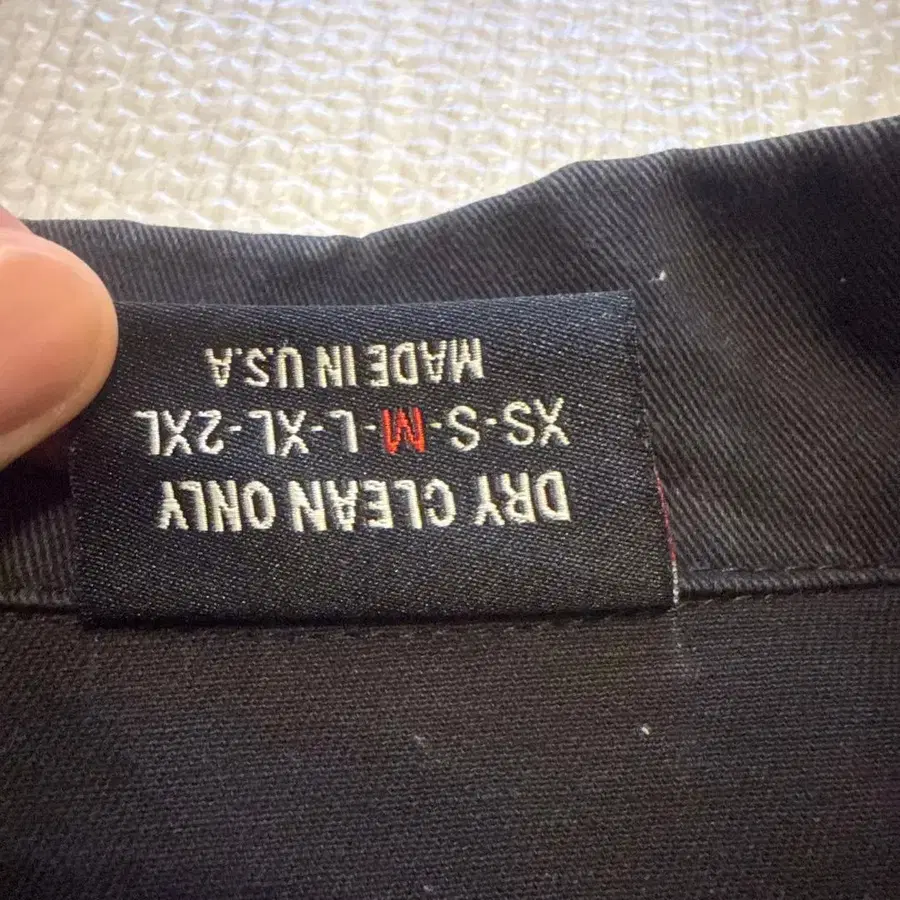 DRY CLEAN ONLY
XS-S-M-L-XL-2XL
MADE IN U.S.A